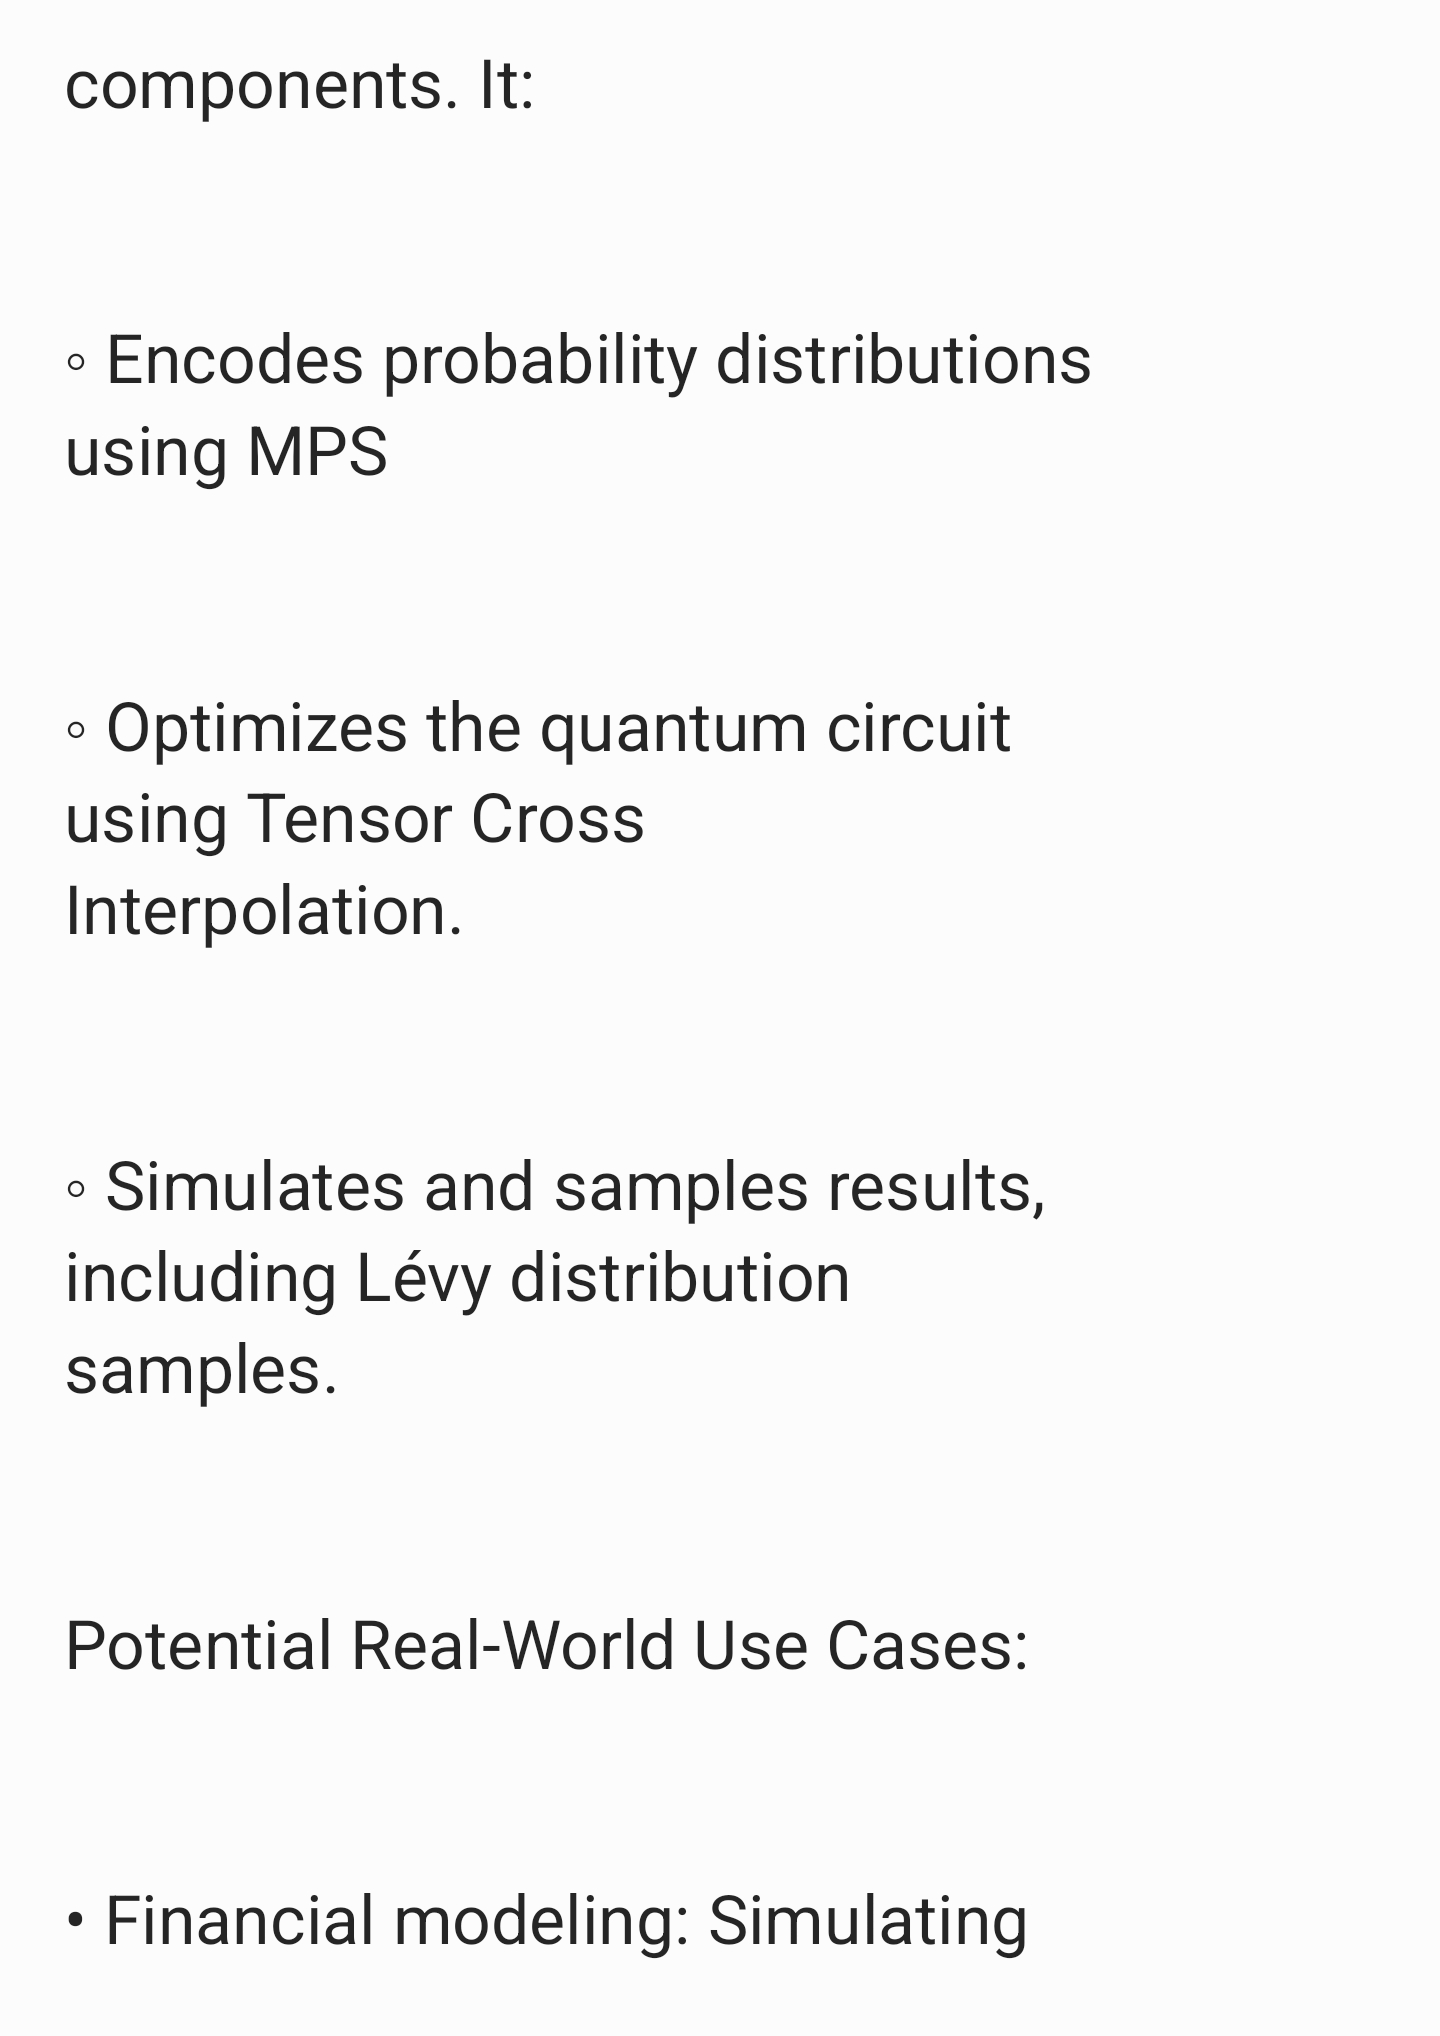 components. It:
◦ Encodes probability distributions
using MPS
◦ Optimizes the quantum circuit
using Tensor Cross
Interpolation.
◦ Simulates and samples results,
including Lévy distribution
samples.
Potential Real-World Use Cases:
• Financial modeling: Simulating